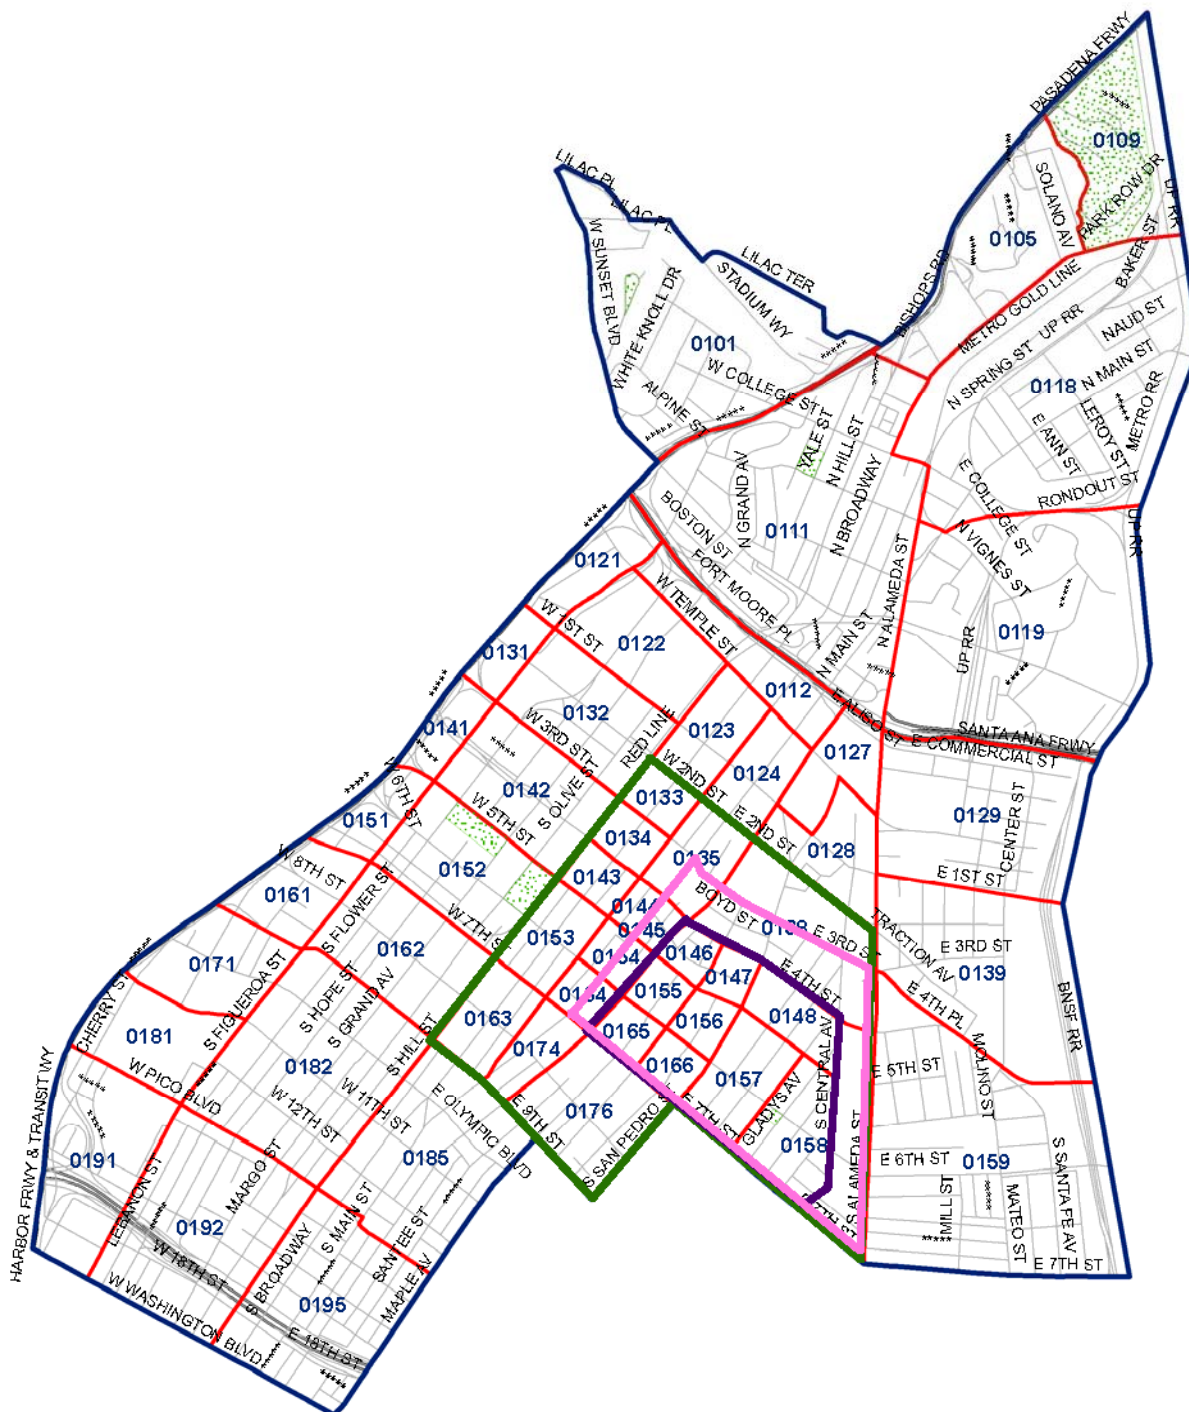 PASADENA FRWY
*****
0109
LILAC PL
LILAC PL
*****
SOLANO AV
PARK ROW DR
UP RR
*****
0105
*****
W SUNSET BLVD
LILAC TER
STADIUM WY
BISHOPS RD
METRO GOLD LINE
BAKER ST
WHITE KNOLL DR
0101
*****
N SPRING ST
UP RR
NAUD ST
W COLLEGE ST
*****
0118
N MAIN ST
ALPINE ST
*****
*****
YALE ST
N HILL ST
E ANN ST
LEROY ST
*****
METRO RR
N GRAND AV
N BROADWAY
E COLLEGE ST
RONDOUT ST
BOSTON ST
0111
*****
UP RR
0121
FORT MOORE PL
N VIGNES ST
N ALAMEDA ST
*****
W TEMPLE ST
W 1ST ST
0122
*****
N MAIN ST
*****
0119
UP RR
*****
0131
*****
0112
0132
E ALISO ST
0141
W 3RD ST
RED LINE
0123
0127
SANTA ANA FRWY
E COMMERCIAL ST
*****
*****
W 2ND ST
0124
W 6TH ST
0142
S OLIVE ST
0133
*****
0151
W 5TH ST
0134
E 2ND ST
0129
CENTER ST
W 8TH ST
0152
0143
0135
0128
E 1ST ST
0161
S FLOWER ST
BOYD ST
0144
W 7TH ST
0145
E 3RD ST
TRACTION AV
*****
0171
0162
0153
0146
0147
E 4TH ST
E 3RD ST
0139
CHERRY ST
S FIGUEROA ST
S HOPE ST
S GRAND AV
0155
0148
E 4TH PL
BNSF RR
0181
0163
0156
S CENTRAL AV
0165
S HILL ST
0174
0166
W PICO BLVD
0182
W 11TH ST
0157
E 5TH ST
MOLINO ST
*****
*****
W 12TH ST
E OLYMPIC BLVD
E 9TH ST
0176
E 7TH ST
GLADYS AV
*****
S SAN PEDRO ST
0158
S ALAMEDA ST
HARBOR FRWY & TRANSIT WY
0191
MARGO ST
0185
E 6TH ST
0159
LEBANON ST
*****
MILL ST
*****
MATEO ST
S SANTA FE AV
*****
0192
S MAIN ST
SANTEE ST
E 7TH ST
*****
E 7TH ST
W 18TH ST
S BROADWAY
*****
MAPLE AV
W WASHINGTON BLVD
0195
E 18TH ST
*****
*****